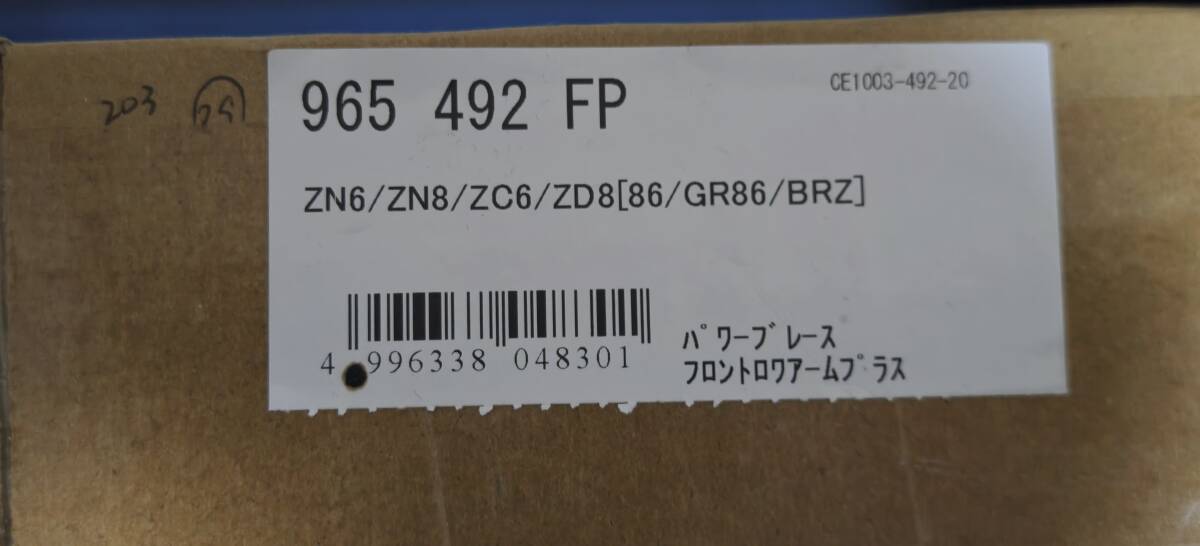 965 492 FP
CE1003-492-20
203
ZN6/ZN8/ZC6/ZD8[86/GR86/BRZ]
4 996338 048301
ﾊﾟﾜｰﾌﾞﾚｰｽ
ﾌﾛﾝﾄﾛﾜｱｰﾑﾌﾟﾗｽ